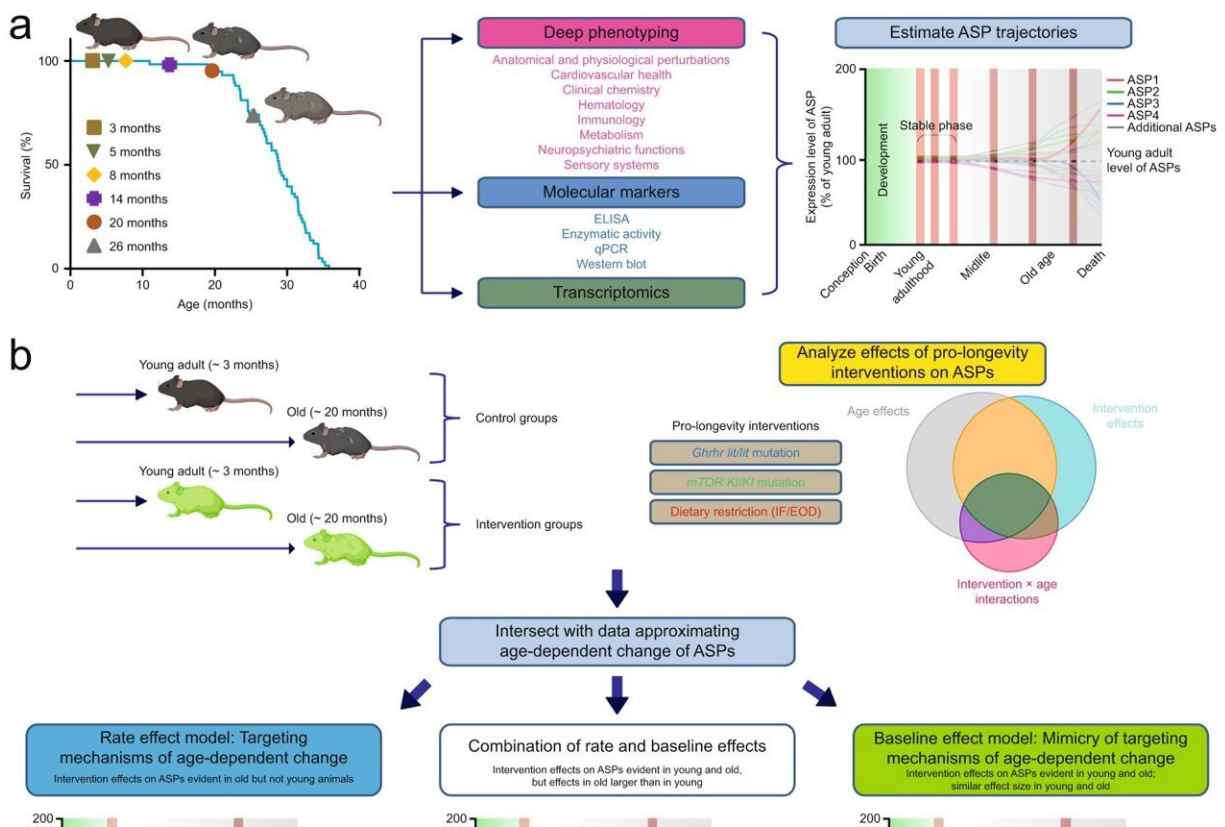 a
Survival (%)
100
50
0
0
10
20
30
40
Age (months)
3 months
5 months
8 months
14 months
20 months
26 months
Deep phenotyping
Anatomical and physiological perturbations
Cardiovascular health
Clinical chemistry
Hematology
Immunology
Metabolism
Neuropsychiatric functions
Sensory systems
Molecular markers
ELISA
Enzymatic activity
qPCR
Western blot
Transcriptomics
Estimate ASP trajectories
Expression level of ASP
(% of young adult)
200
100
0
Development
Stable phase
ASP1
ASP2
ASP3
ASP4
Additional ASPs
Young adult
level of ASPs
Conception
Birth
Young
adulthood
Midlife
Old age
Death
b
Young adult (~ 3 months)
Old (~ 20 months)
Control groups
Young adult (~ 3 months)
Old (~ 20 months)
Intervention groups
Pro-longevity interventions
Ghrhr lit/lit mutation
mTOR KI/KI mutation
Dietary restriction (IF/EOD)
Analyze effects of pro-longevity
interventions on ASPs
Age effects
Intervention
effects
Intervention × age
interactions
Intersect with data approximating
age-dependent change of ASPs
Rate effect model: Targeting
mechanisms of age-dependent change
Intervention effects on ASPs evident in old but not young animals
Combination of rate and baseline effects
Intervention effects on ASPs evident in young and old,
but effects in old larger than in young
Baseline effect model: Mimicry of targeting
mechanisms of age-dependent change
Intervention effects on ASPs evident in young and old;
similar effect size in young and old
200
200
200